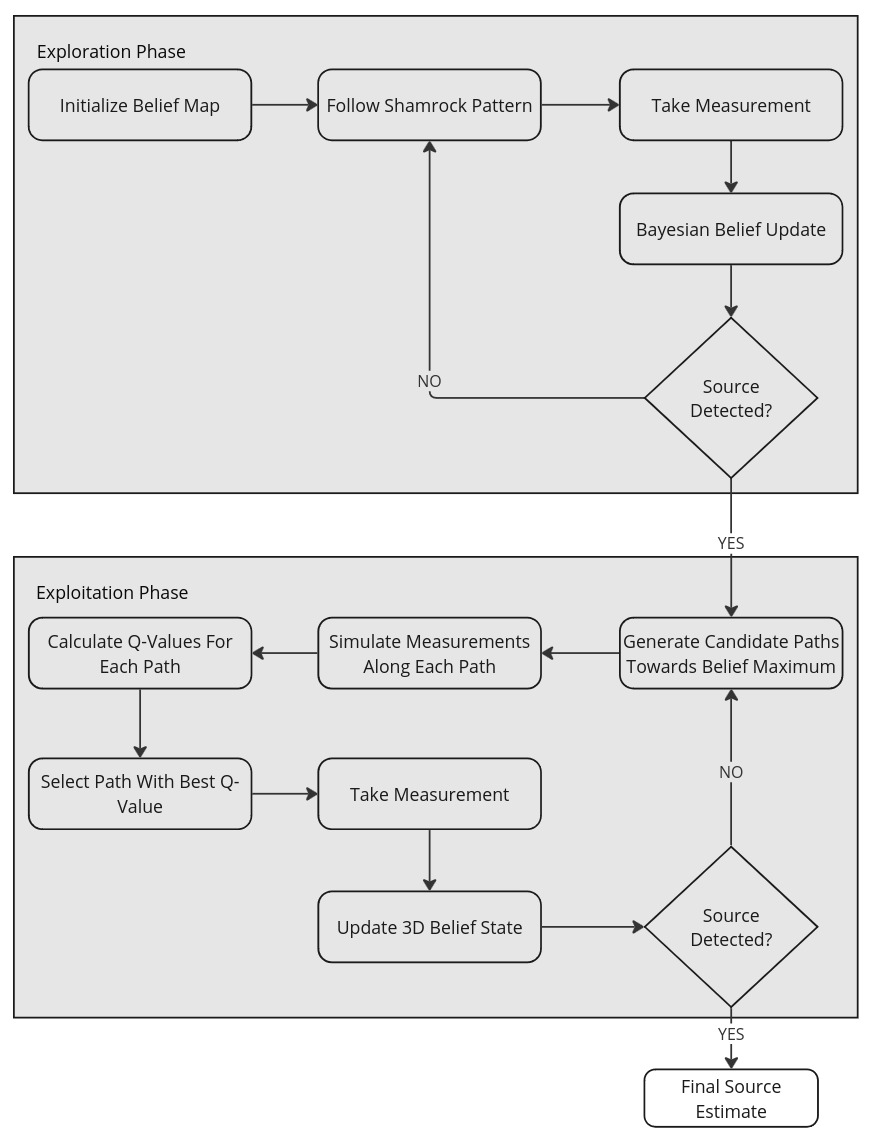 Exploration Phase
Initialize Belief Map
Follow Shamrock Pattern
Take Measurement
Bayesian Belief Update
Source
Detected?
NO
YES
Exploitation Phase
Generate Candidate Paths
Towards Belief Maximum
Simulate Measurements
Along Each Path
Calculate Q-Values For
Each Path
Select Path With Best Q-
Value
Take Measurement
Update 3D Belief State
Source
Detected?
NO
YES
Final Source
Estimate